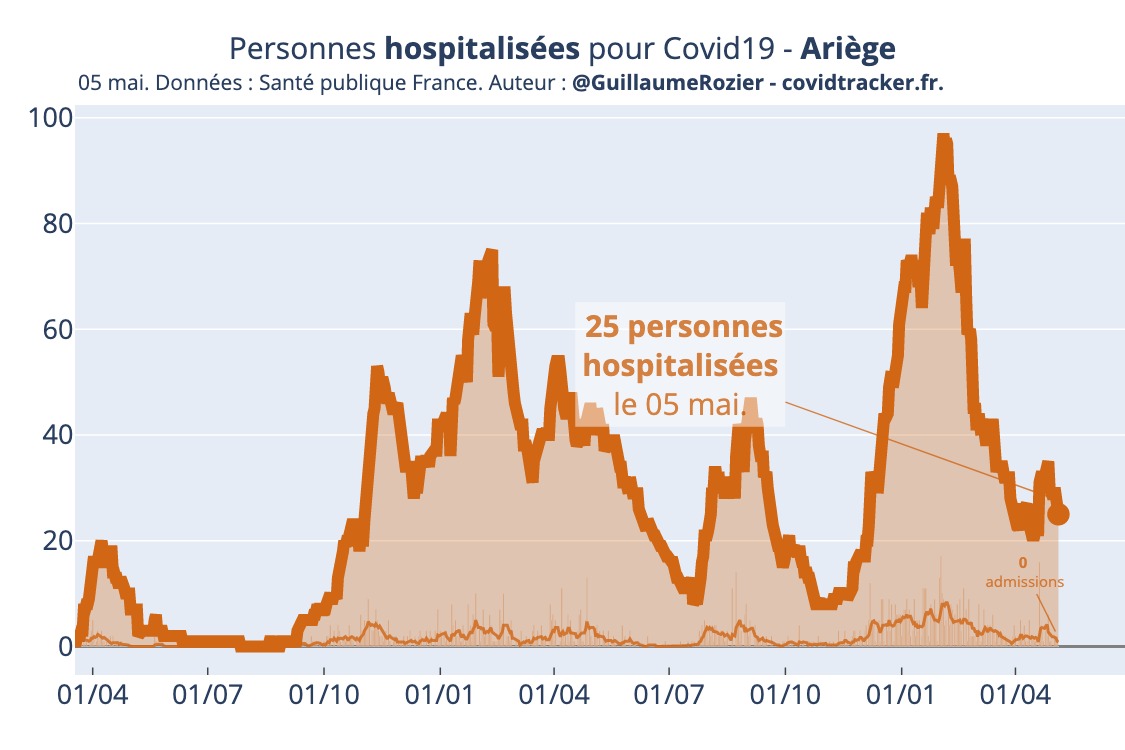 Personnes hospitalisées pour Covid19 - Ariège
05 mai. Données : Santé publique France. Auteur : @GuillaumeRozier - covidtracker.fr.
100
80
60
40
20
0
25 personnes
hospitalisées
le 05 mai.
0
admissions
01/04
01/07
01/10
01/01
01/04
01/07
01/10
01/01
01/04